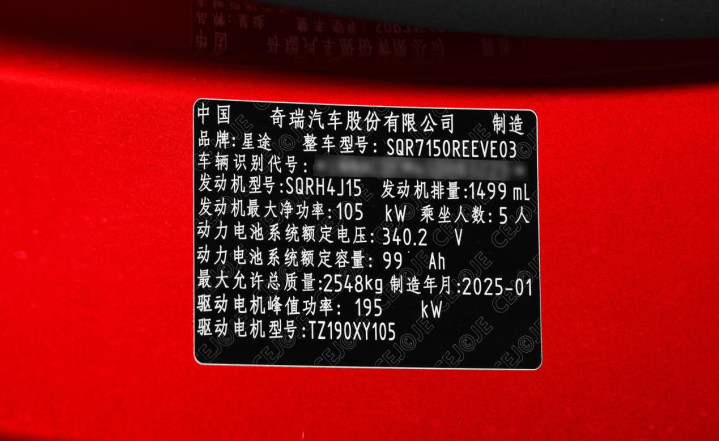 中国 奇瑞汽车股份有限公司 制造
品牌:星途 整车型号: SQR7150REEVE03
车辆识别代号:
发动机型号:SQRH4J15 发动机排量:1499 mL
发动机最大净功率:105 kW 乘坐人数:5 人
动力电池系统额定电压: 340.2 V
动力电池系统额定容量: 99 Ah
最大允许总质量:2548kg 制造年月:2025-01
驱动电机峰值功率: 195 kW
驱动电机型号:TZ190XY105